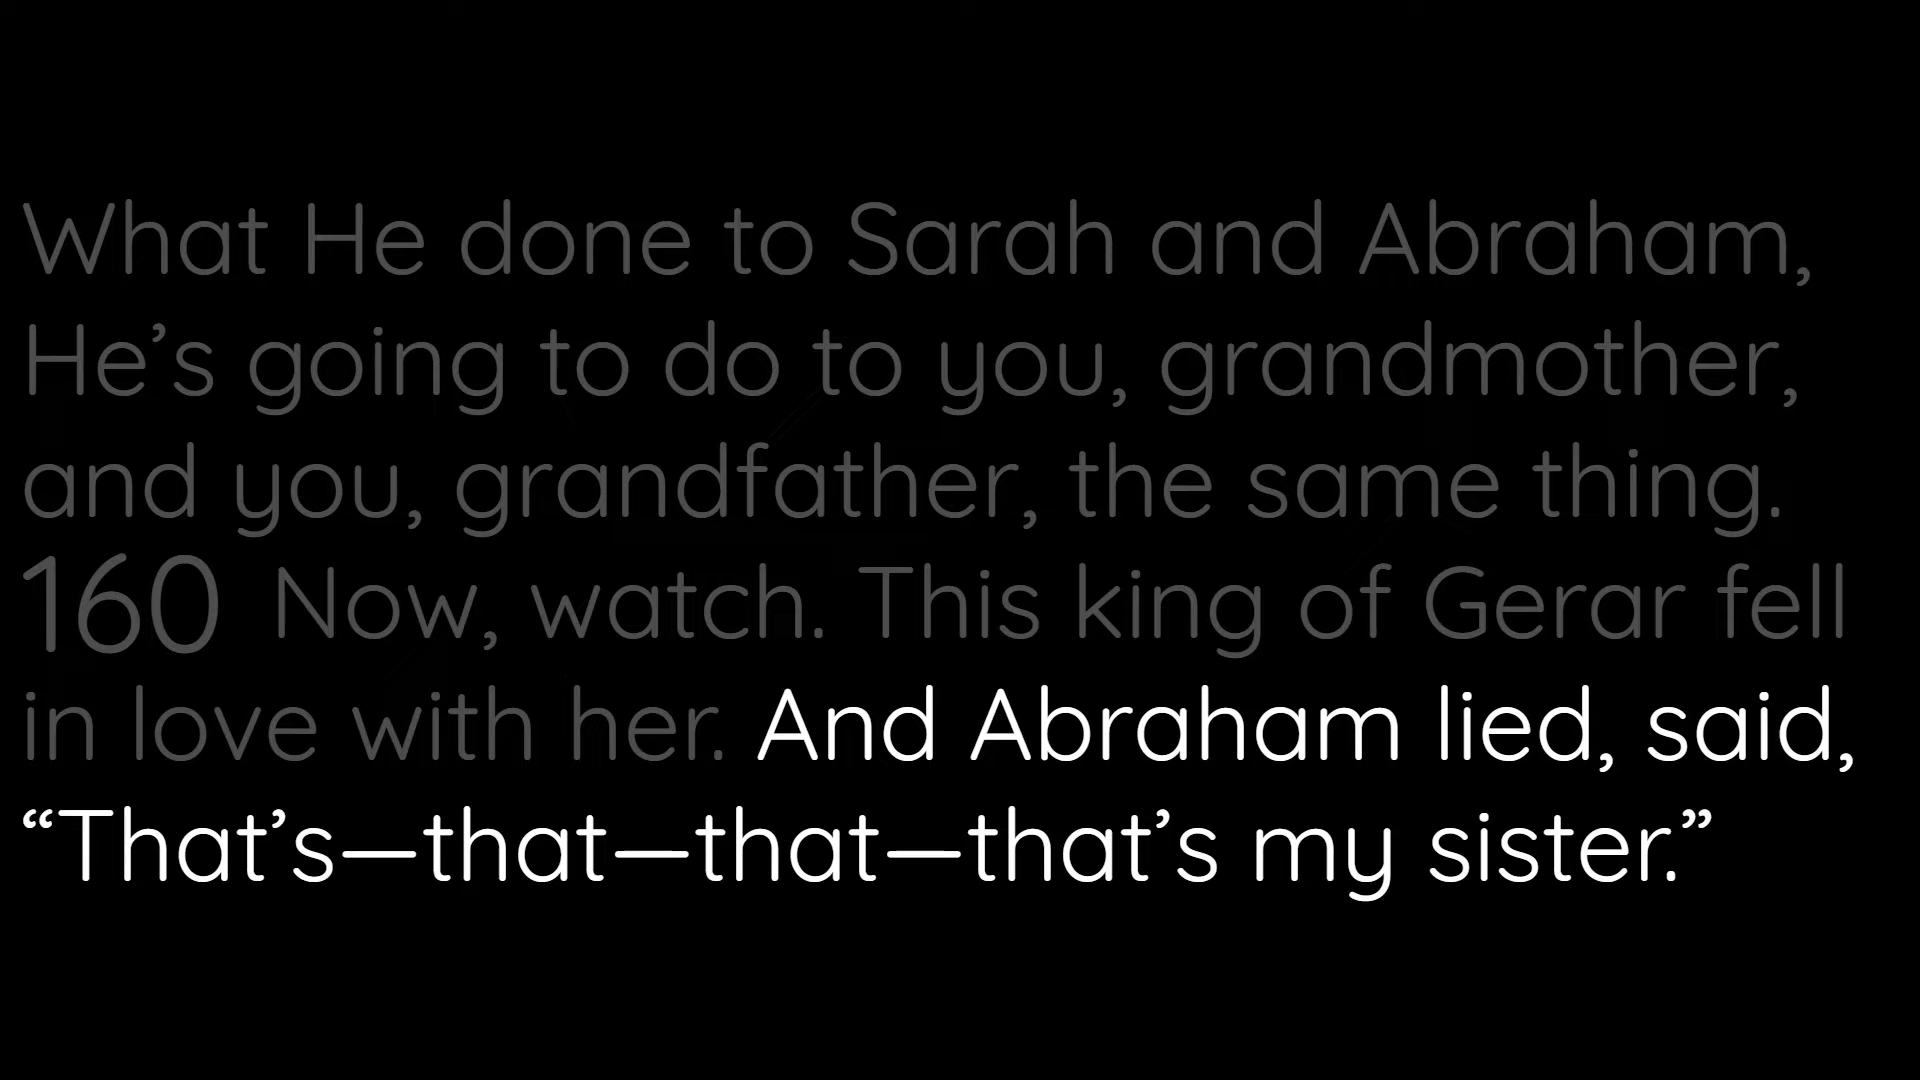 What He done to Sarah and Abraham,
He’s going to do to you, grandmother,
and you, grandfather, the same thing.
160 Now, watch. This king of Gerar fell
in love with her. And Abraham lied, said,
“That’s—that—that—that’s my sister.”